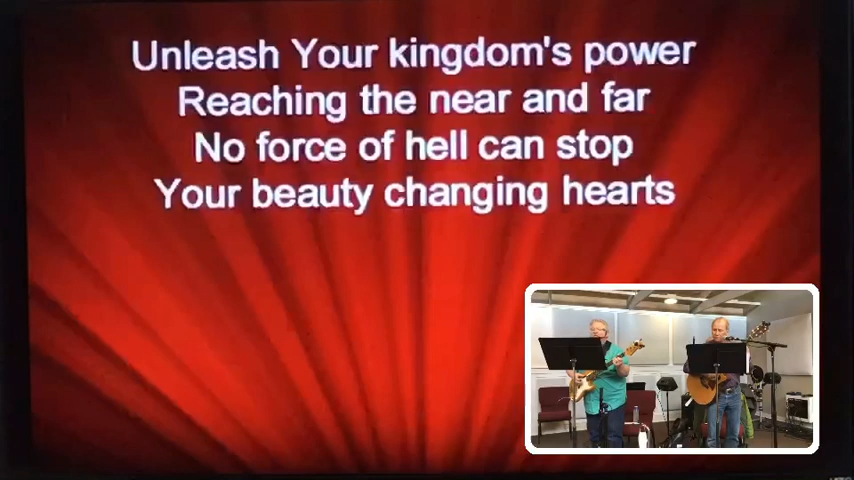 Unleash Your kingdom's power
Reaching the near and far
No force of hell can stop
Your beauty changing hearts